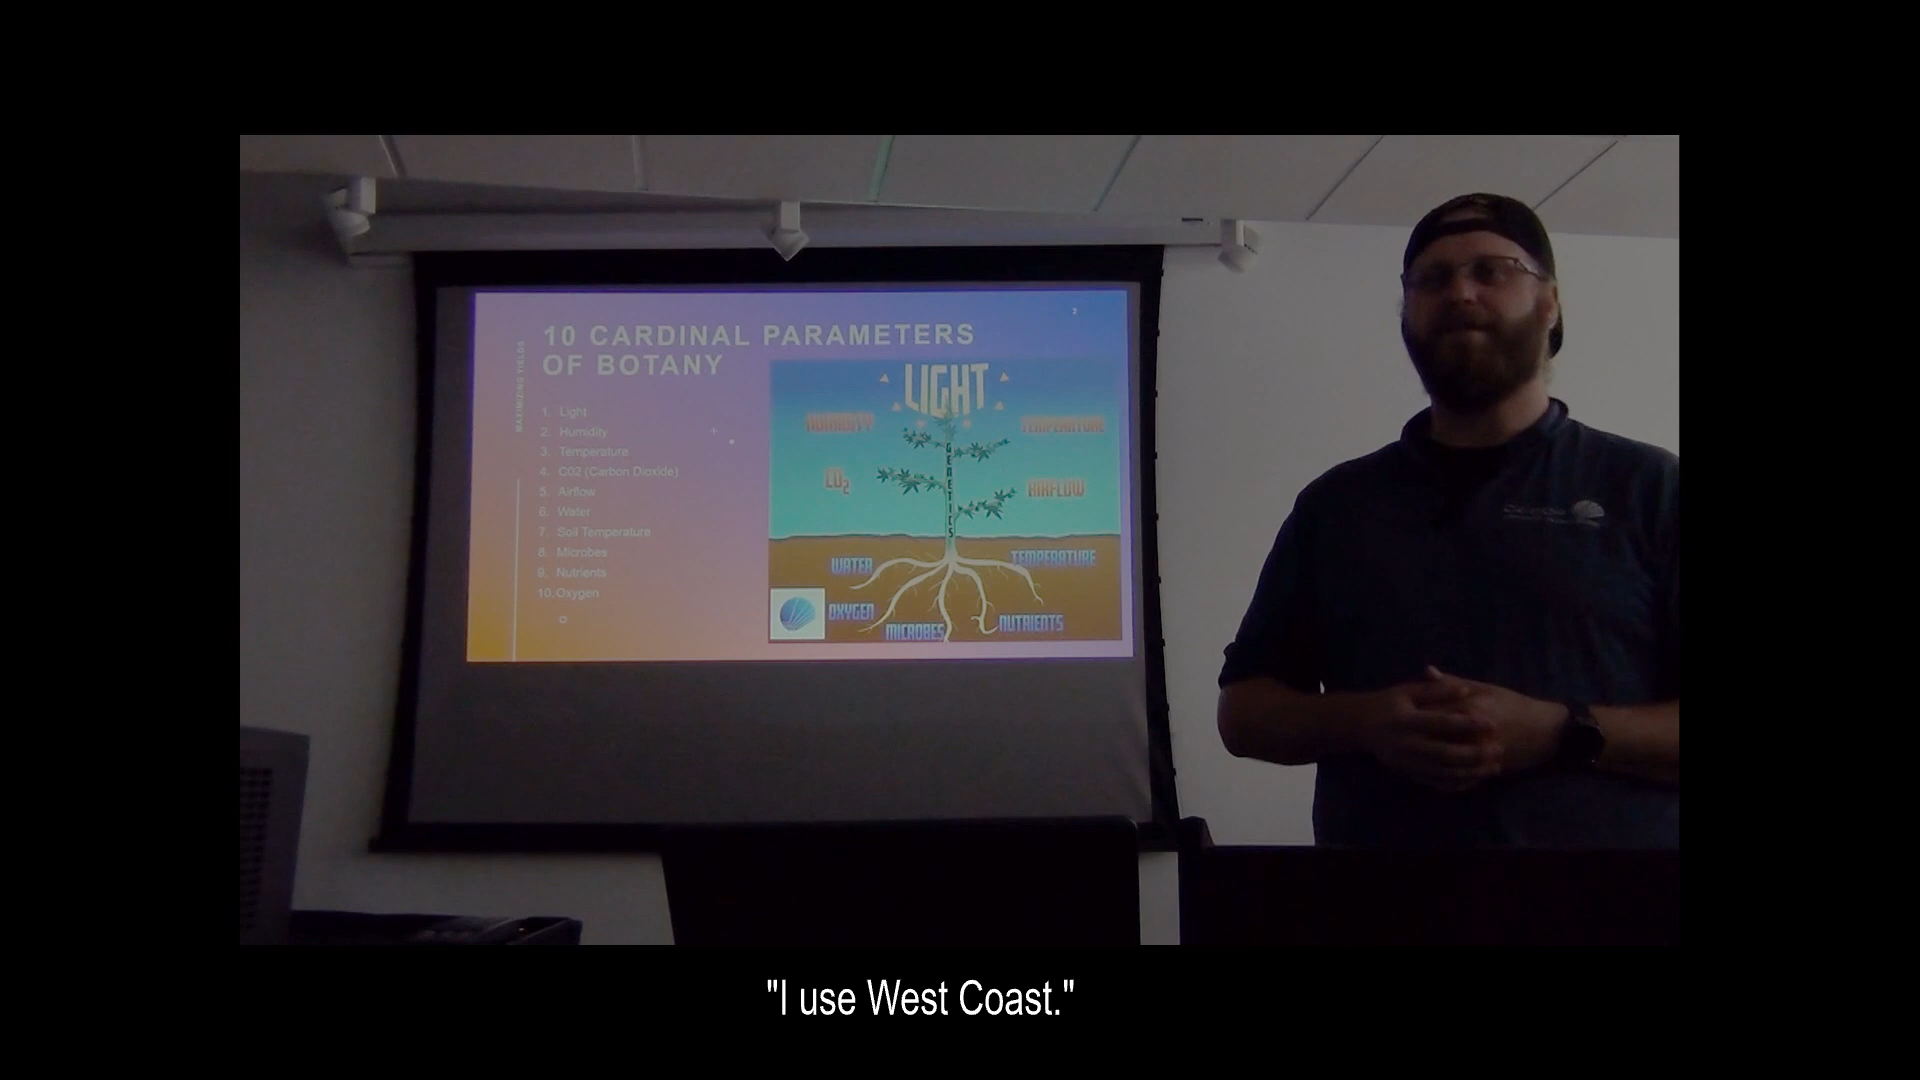 2
10 CARDINAL PARAMETERS
OF BOTANY
MAXIMIZING YIELDS
1. Light
2. Humidity
3. Temperature
4. C02 (Carbon Dioxide)
5. Airflow
6. Water
7. Soil Temperature
8. Microbes
9. Nutrients
10. Oxygen
LIGHT
HUMIDITY
TEMPERATURE
GENETICS
CO2
AIRFLOW
WATER
TEMPERATURE
OXYGEN
MICROBES
NUTRIENTS
"I use West Coast."